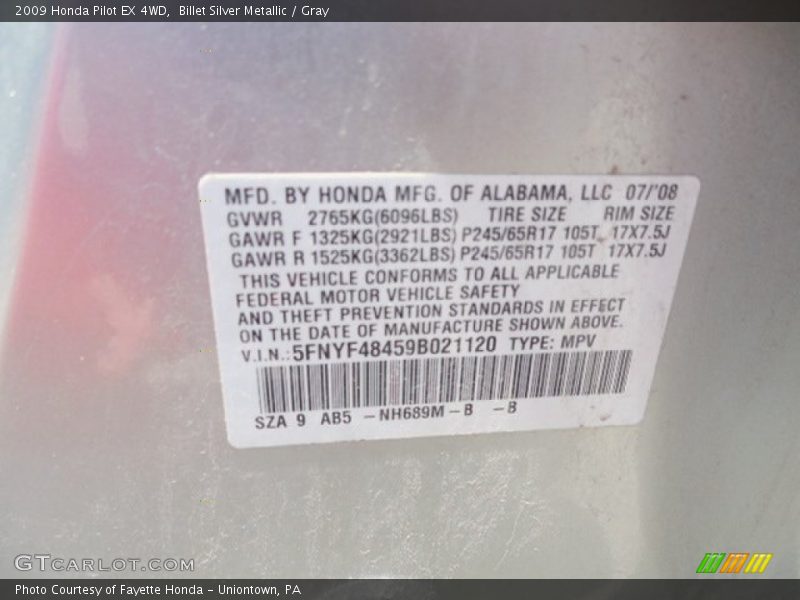 2009 Honda Pilot EX 4WD,  Billet Silver Metallic / Gray
MFD. BY HONDA MFG. OF ALABAMA, LLC 07/'08
GVWR 2765KG(6096LBS) TIRE SIZE RIM SIZE
GAWR F 1325KG(2921LBS) P245/65R17 105T 17X7.5J
GAWR R 1525KG(3362LBS) P245/65R17 105T 17X7.5J
THIS VEHICLE CONFORMS TO ALL APPLICABLE
FEDERAL MOTOR VEHICLE SAFETY
AND THEFT PREVENTION STANDARDS IN EFFECT
ON THE DATE OF MANUFACTURE SHOWN ABOVE.
V.I.N.:5FNYF48459B021120 TYPE: MPV
SZA 9 AB5 -NH689M-B -B
GTCARLOT.COM
Photo Courtesy of Fayette Honda - Uniontown, PA